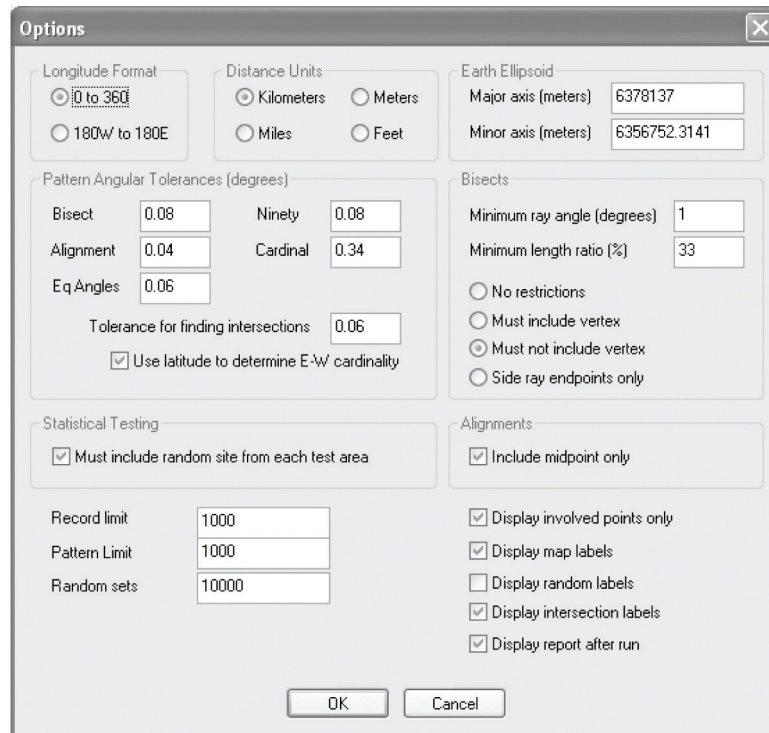 Options
Longitude Format
0 to 360
180W to 180E
Distance Units
Kilometers
Meters
Miles
Feet
Earth Ellipsoid
Major axis (meters) 6378137
Minor axis (meters) 6356752.3141
Pattern Angular Tolerances (degrees)
Bisect 0.08 Ninety 0.08
Alignment 0.04 Cardinal 0.34
Eq Angles 0.06
Tolerance for finding intersections 0.06
Use latitude to determine E-W cardinality
Bisects
Minimum ray angle (degrees) 1
Minimum length ratio (%) 33
No restrictions
Must include vertex
Must not include vertex
Side ray endpoints only
Statistical Testing
Must include random site from each test area
Alignments
Include midpoint only
Record limit 1000
Pattern Limit 1000
Random sets 10000
Display involved points only
Display map labels
Display random labels
Display intersection labels
Display report after run
OK Cancel